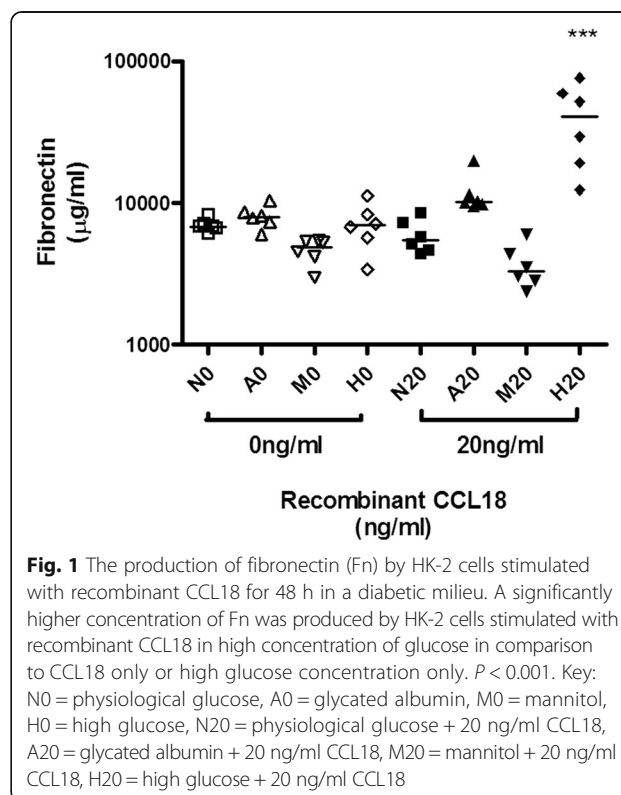 ***
100000
10000
1000
Fibronectin
(μg/ml)
N0 A0 M0 H0 N20 A20 M20 H20
0ng/ml 20ng/ml
Recombinant CCL18
(ng/ml)
Fig. 1 The production of fibronectin (Fn) by HK-2 cells stimulated
with recombinant CCL18 for 48 h in a diabetic milieu. A significantly
higher concentration of Fn was produced by HK-2 cells stimulated with
recombinant CCL18 in high concentration of glucose in comparison
to CCL18 only or high glucose concentration only. P < 0.001. Key:
N0 = physiological glucose, A0 = glycated albumin, M0 = mannitol,
H0 = high glucose, N20 = physiological glucose + 20 ng/ml CCL18,
A20 = glycated albumin + 20 ng/ml CCL18, M20 = mannitol + 20 ng/ml
CCL18, H20 = high glucose + 20 ng/ml CCL18